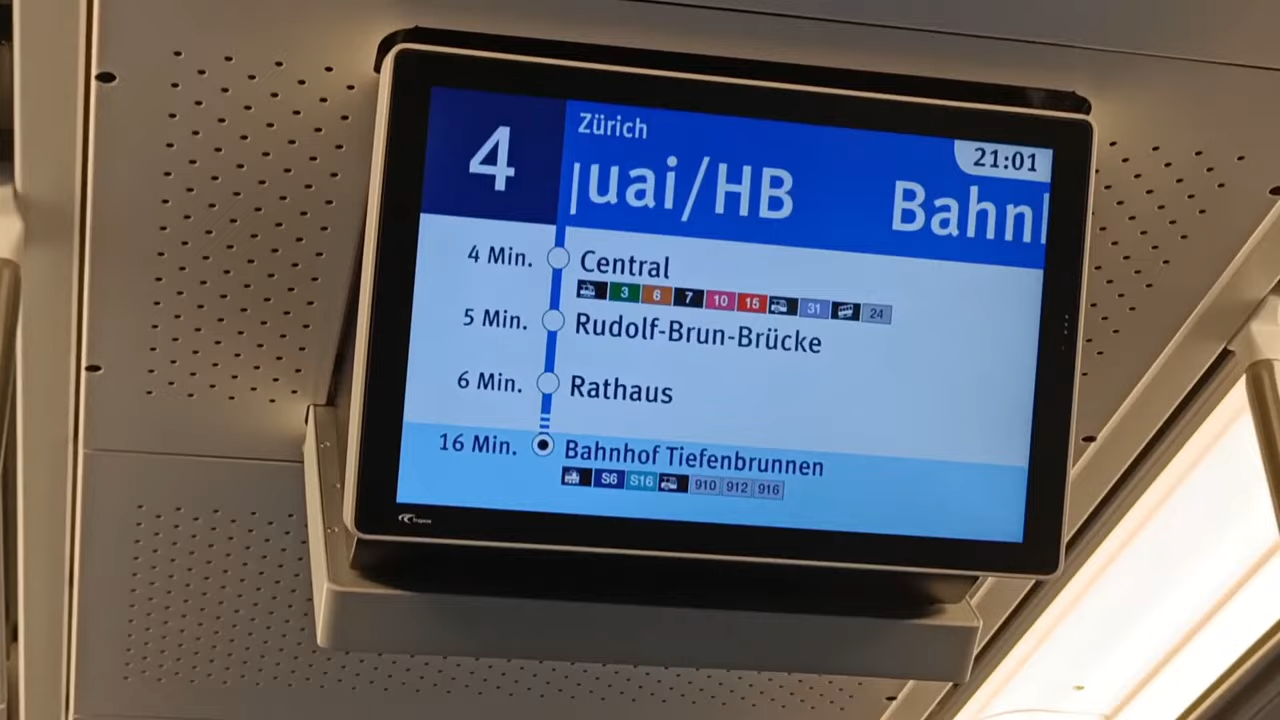 4
Zürich
21:01
uai/HB Bahn
4 Min. Central
3 6 7 10 15 31 24
5 Min. Rudolf-Brun-Brücke
6 Min. Rathaus
16 Min. Bahnhof Tiefenbrunnen
S6 S16 910 912 916